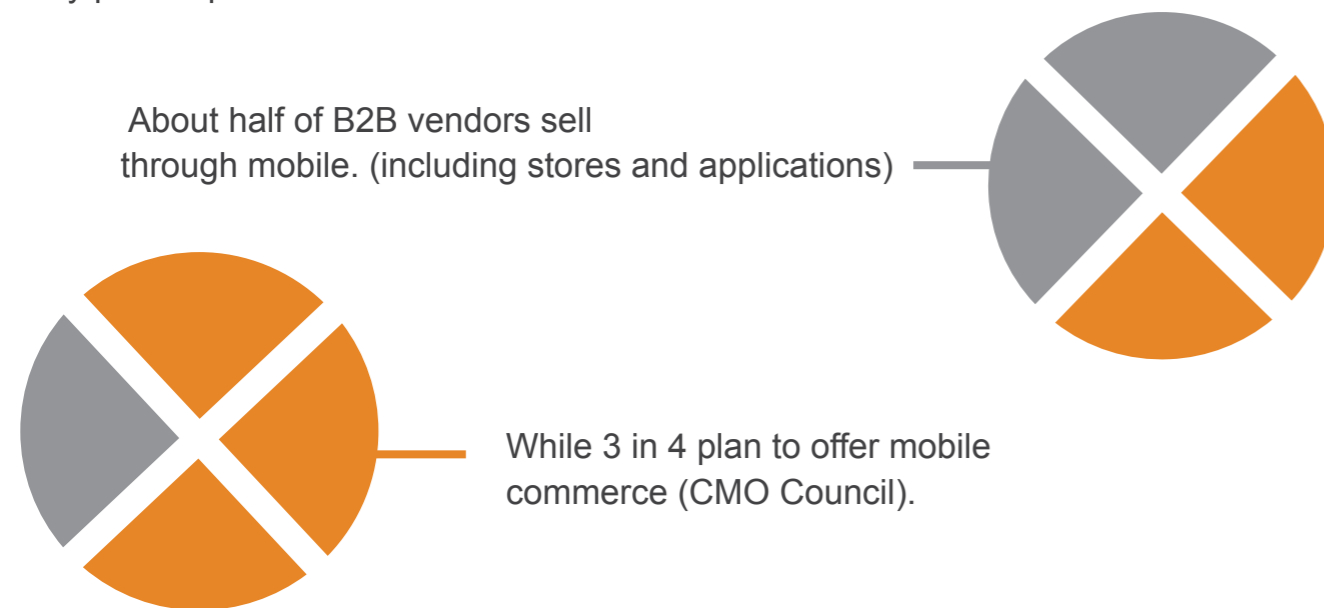 About half of B2B vendors sell
through mobile. (including stores and applications)
While 3 in 4 plan to offer mobile
commerce (CMO Council).